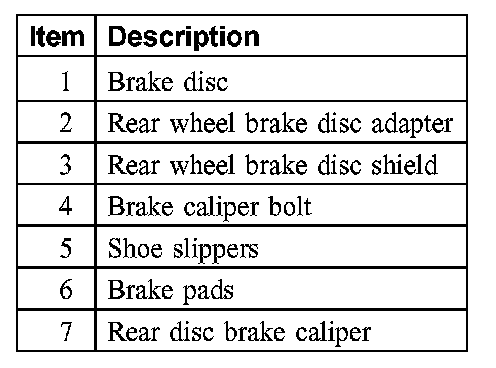 Item Description
1 Brake disc
2 Rear wheel brake disc adapter
3 Rear wheel brake disc shield
4 Brake caliper bolt
5 Shoe slippers
6 Brake pads
7 Rear disc brake caliper